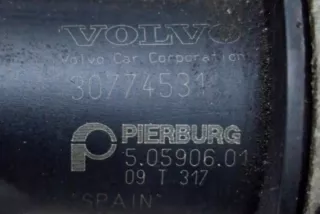 VOLVO
Volvo Car Corporation
30774531
PIERBURG
5.05906.01
09 T 317
"SPAIN"